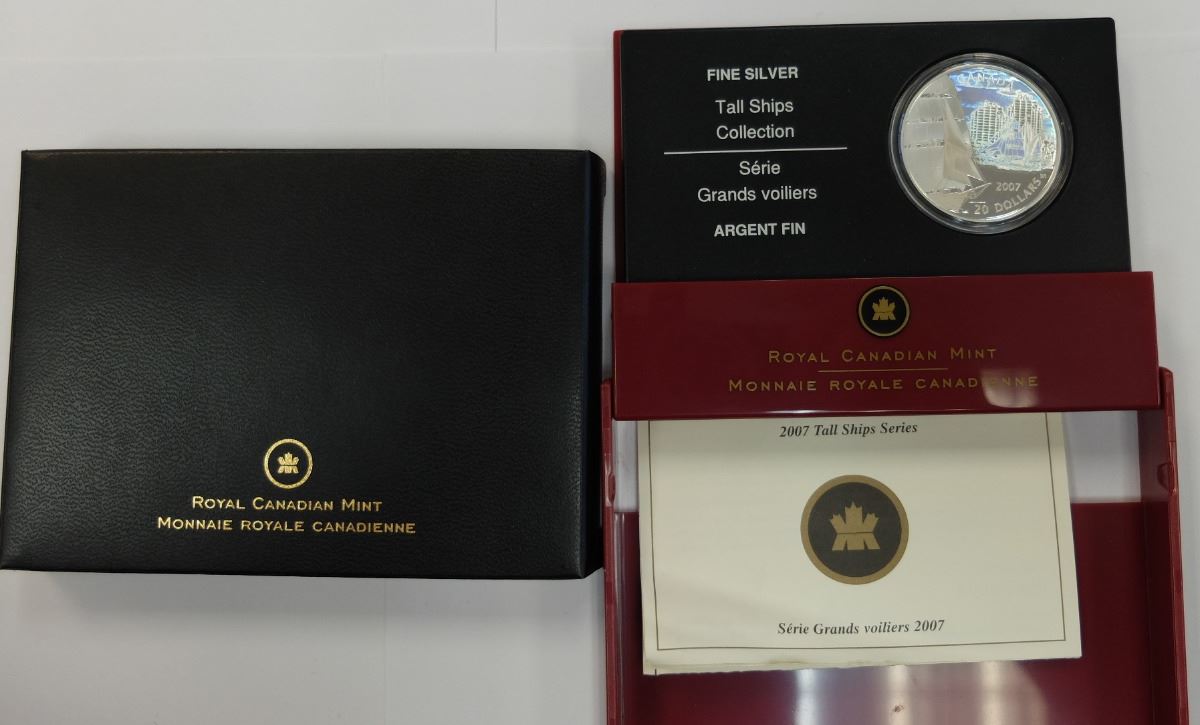 ROYAL CANADIAN MINT
MONNAIE ROYALE CANADIENNE
FINE SILVER
Tall Ships
Collection
Série
Grands voiliers
ARGENT FIN
CANADA
2007
20 DOLLARS
ROYAL CANADIAN MINT
MONNAIE ROYALE CANADIENNE
2007 Tall Ships Series
Série Grands voiliers 2007